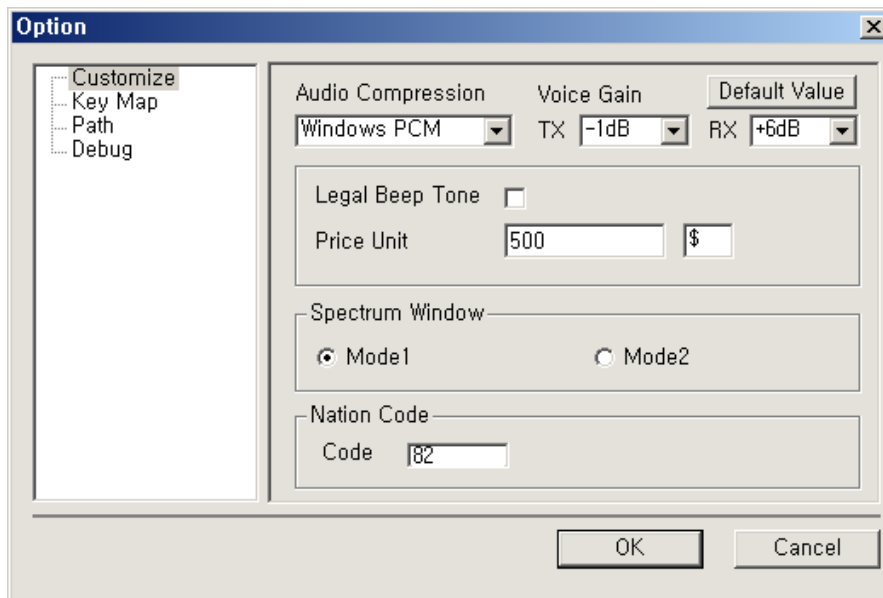 Option
Customize
Key Map
Path
Debug
Audio Compression Voice Gain Default Value
Windows PCM TX -1dB RX +6dB
Legal Beep Tone
Price Unit 500 $
Spectrum Window
Mode1 Mode2
Nation Code
Code 82
OK Cancel